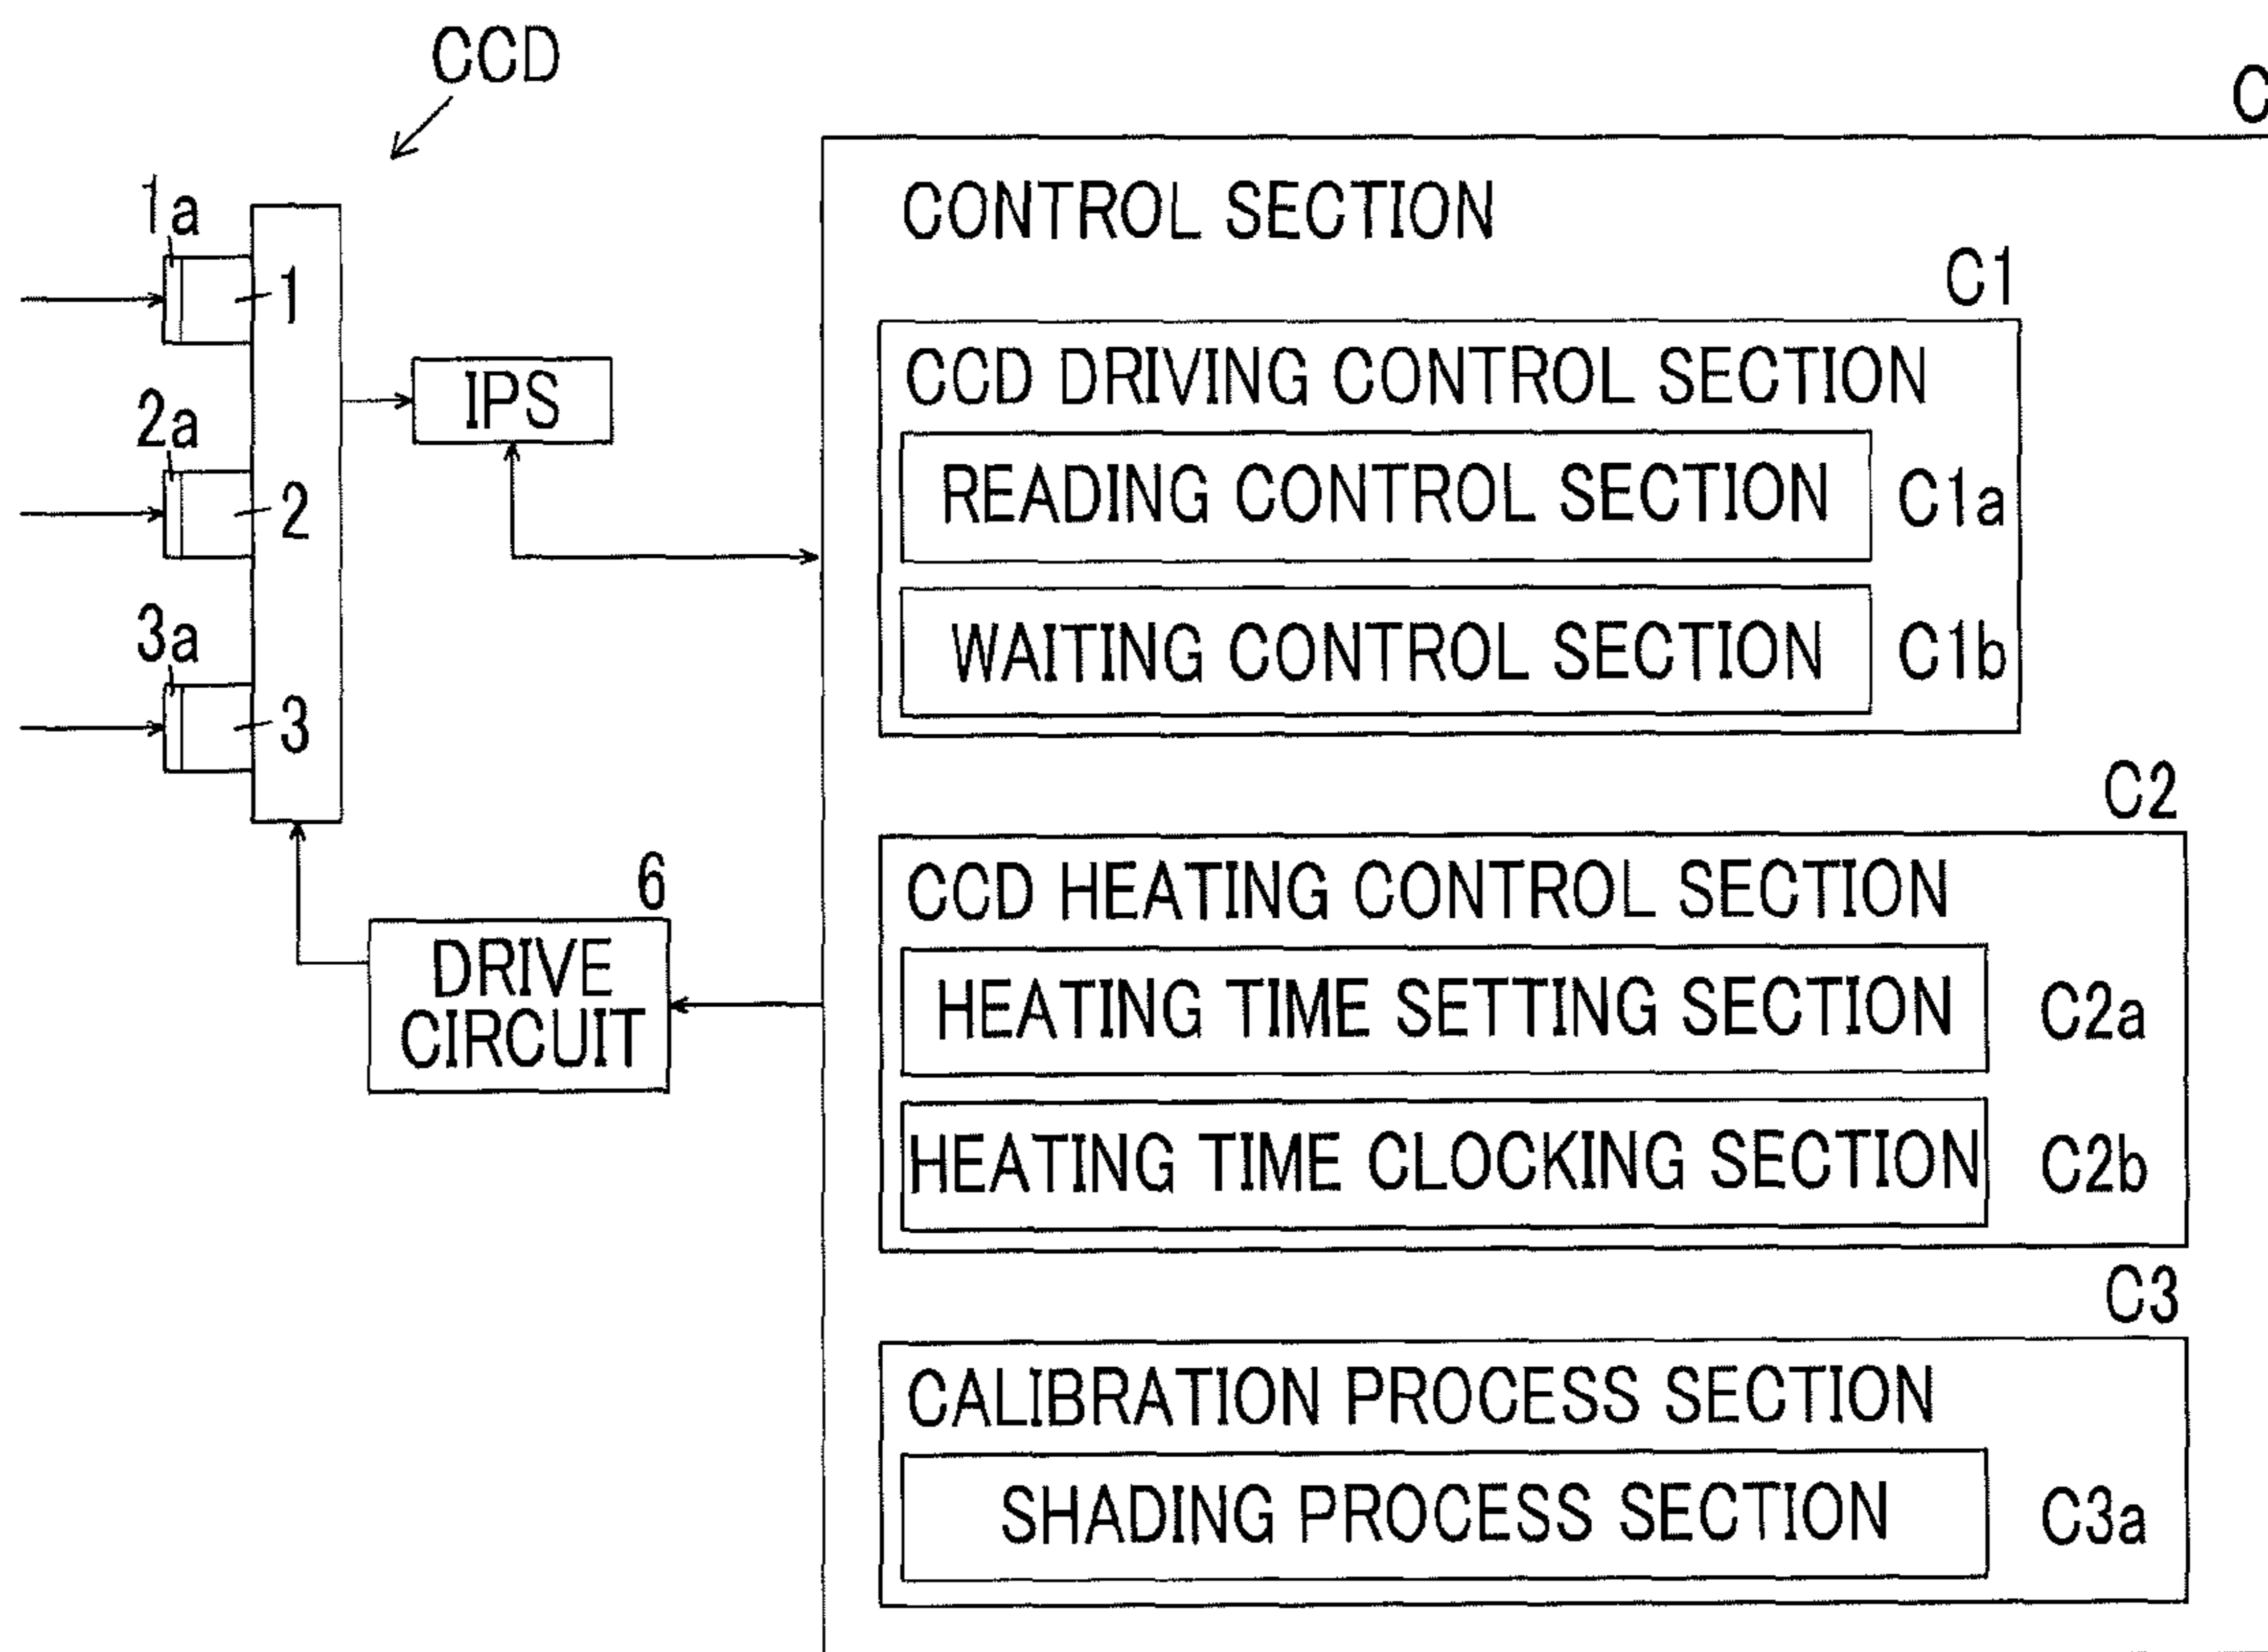 CCD
C
1a
CONTROL SECTION
1
C1
IPS
CCD DRIVING CONTROL SECTION
2a
READING CONTROL SECTION
C1a
2
WAITING CONTROL SECTION
C1b
3a
3
C2
6
CCD HEATING CONTROL SECTION
DRIVE
CIRCUIT
HEATING TIME SETTING SECTION
C2a
HEATING TIME CLOCKING SECTION
C2b
C3
CALIBRATION PROCESS SECTION
SHADING PROCESS SECTION
C3a